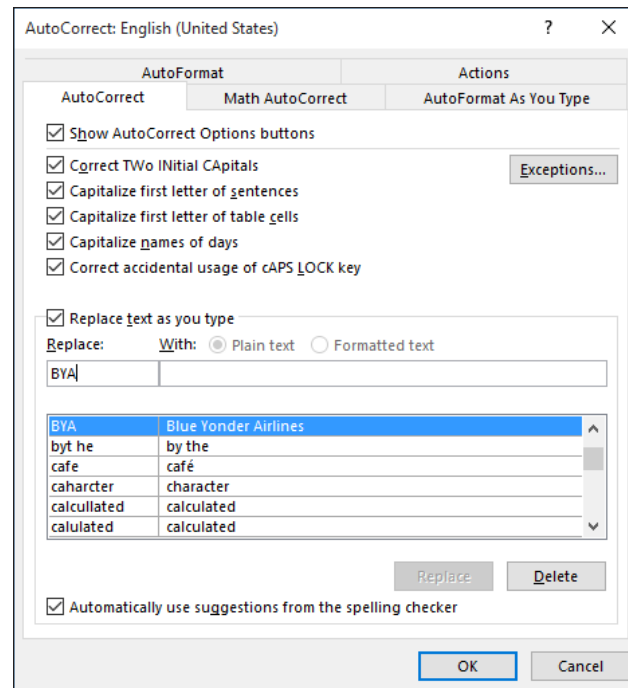 AutoCorrect: English (United States) ?
AutoFormat Actions
AutoCorrect Math AutoCorrect AutoFormat As You Type
Show AutoCorrect Options buttons
Correct TWo INitial CApitals Exceptions...
Capitalize first letter of sentences
Capitalize first letter of table cells
Capitalize names of days
Correct accidental usage of cAPS LOCK key
Replace text as you type
Replace: With: Plain text Formatted text
BYA
BYA Blue Yonder Airlines
byt he by the
cafe café
caharcter character
calcullated calculated
calulated calculated
Replace Delete
Automatically use suggestions from the spelling checker
OK Cancel